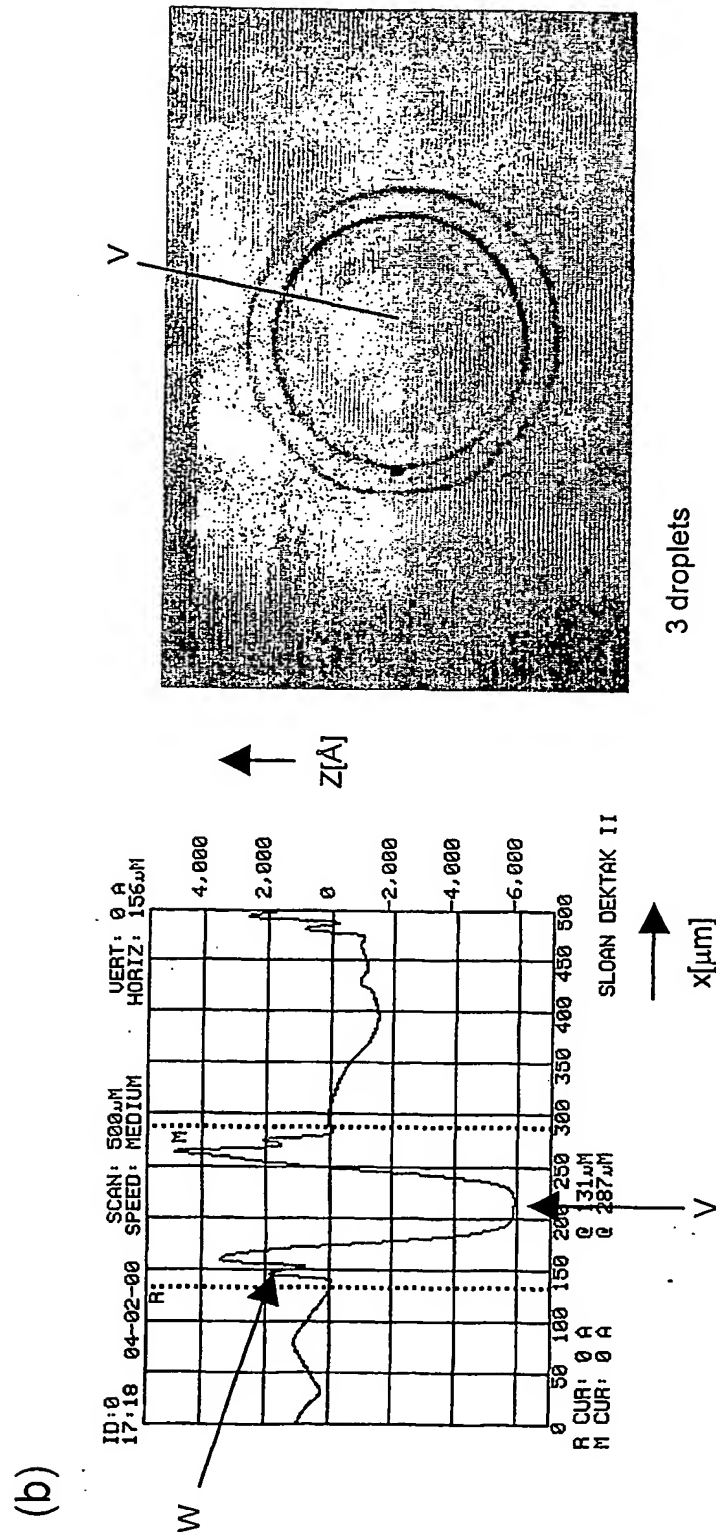 (b)
ID:0 SCAN: 500µM VERT: 0 A
17:18 04-02-00 SPEED: MEDIUM HORIZ: 156µM
R
M
W
4,000
2,000
0
-2,000
-4,000
-6,000
0 50 100 150 200 250 300 350 400 450 500
R CUR: 0 A @ 131µM
M CUR: 0 A @ 287µM
SLOAN DEKTAK II
V
x[µm]
Z[Å]
V
3 droplets